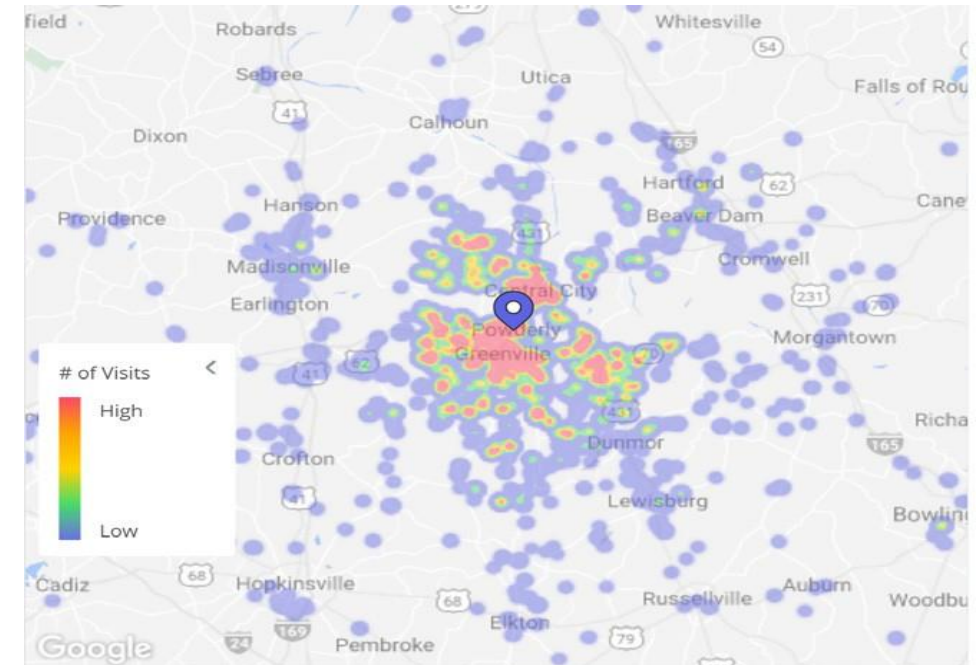 field
Robards
279
Whitesville
54
Sebree
Utica
Falls of Rou
41
Calhoun
Dixon
165
Hartford
62
Cane
Hanson
Providence
Beaver Dam
431
Madisonville
Cromwell
Central City
Earlington
231
70
Powderly
Morgantown
Greenville
70
62
41
# of Visits
<
High
431
Richa
Dunmor
165
Crofton
41
Lewisburg
Low
Bowlin
68
Cadiz
Hopkinsville
68
Auburn
Russellville
Woodbu
Elkton
169
24
79
Google
Pembroke